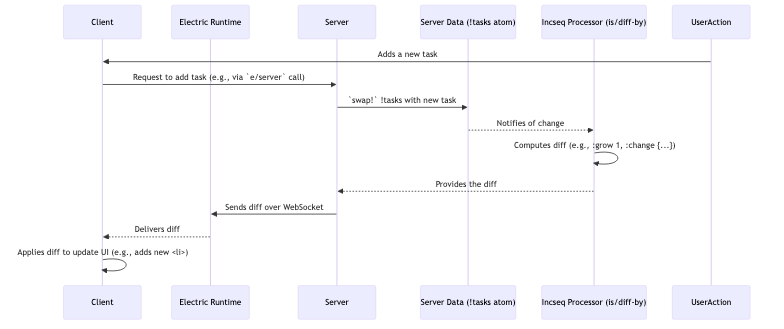 Client
Electric Runtime
Server
Server Data (!tasks atom)
Incseq Processor (is/diff-by)
UserAction
Adds a new task
Request to add task (e.g., via `e/server` call)
`swap!` !tasks with new task
Notifies of change
Computes diff (e.g., :grow 1, :change {...})
Provides the diff
Sends diff over WebSocket
Delivers diff
Applies diff to update UI (e.g., adds new <li>)
Client
Electric Runtime
Server
Server Data (!tasks atom)
Incseq Processor (is/diff-by)
UserAction